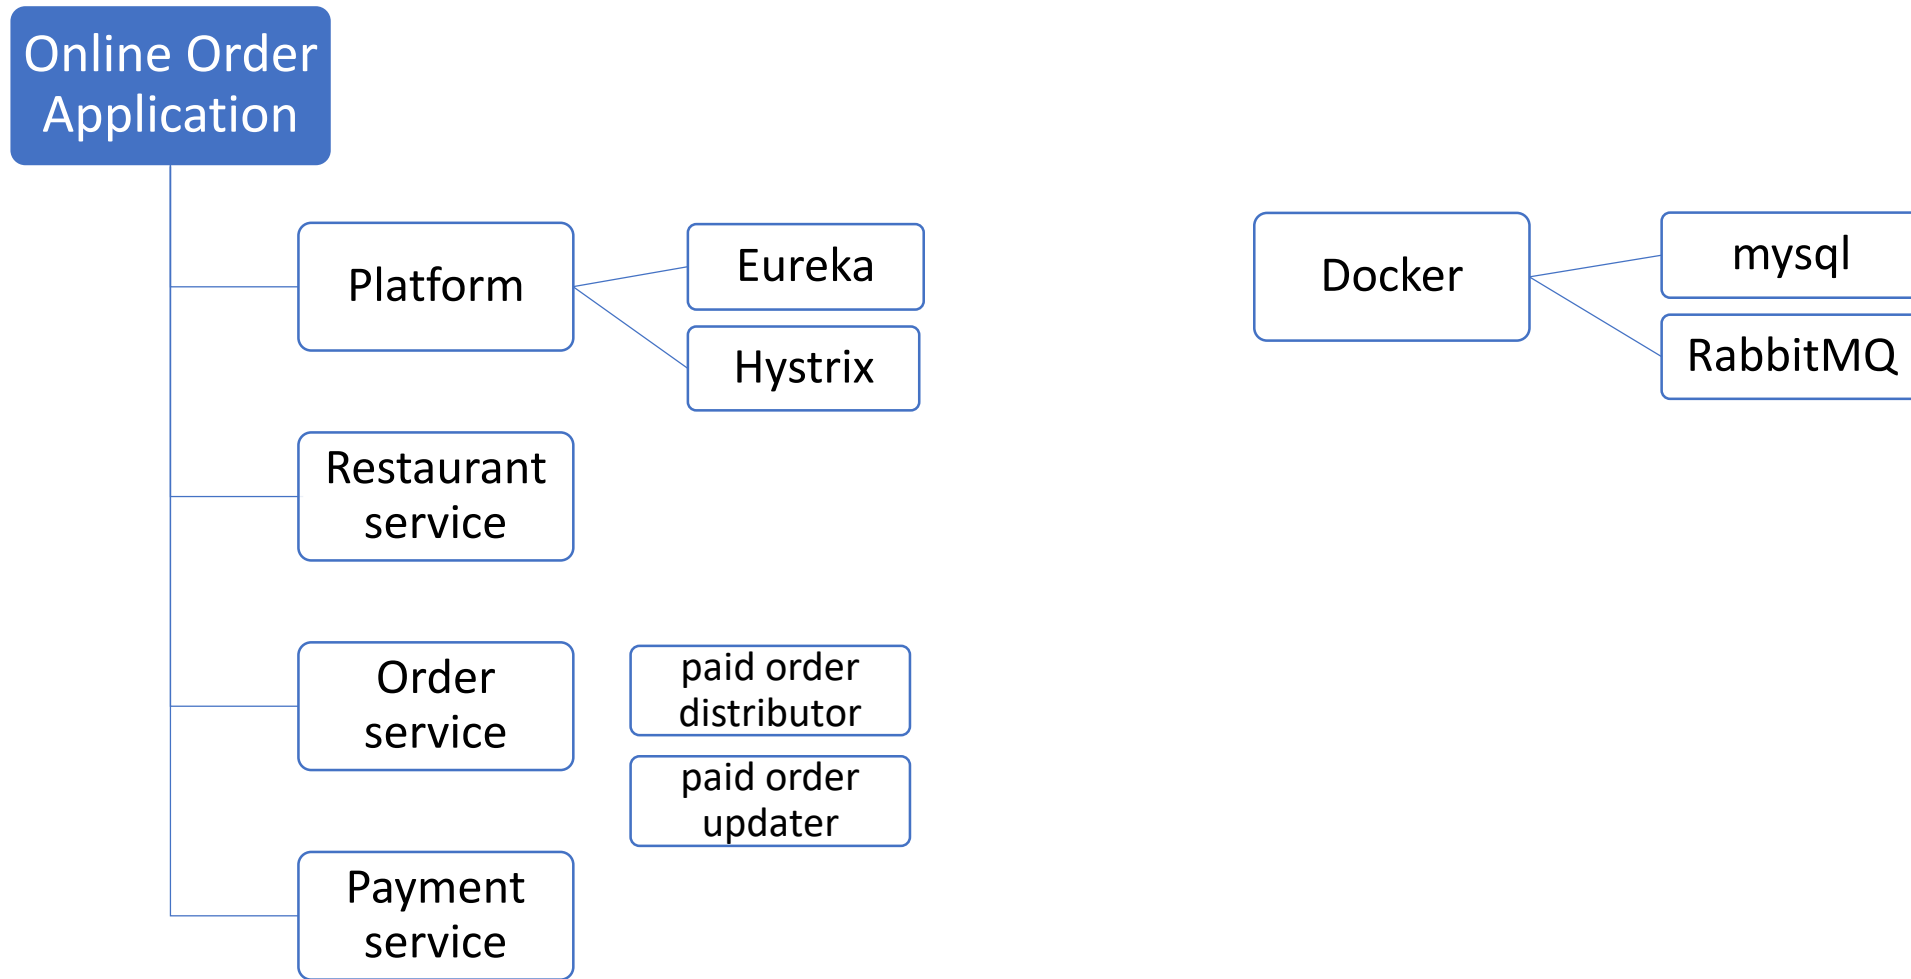 Online Order
Application
Platform
Eureka
Hystrix
Docker
mysql
RabbitMQ
Restaurant
service
Order
service
paid order
distributor
paid order
updater
Payment
service